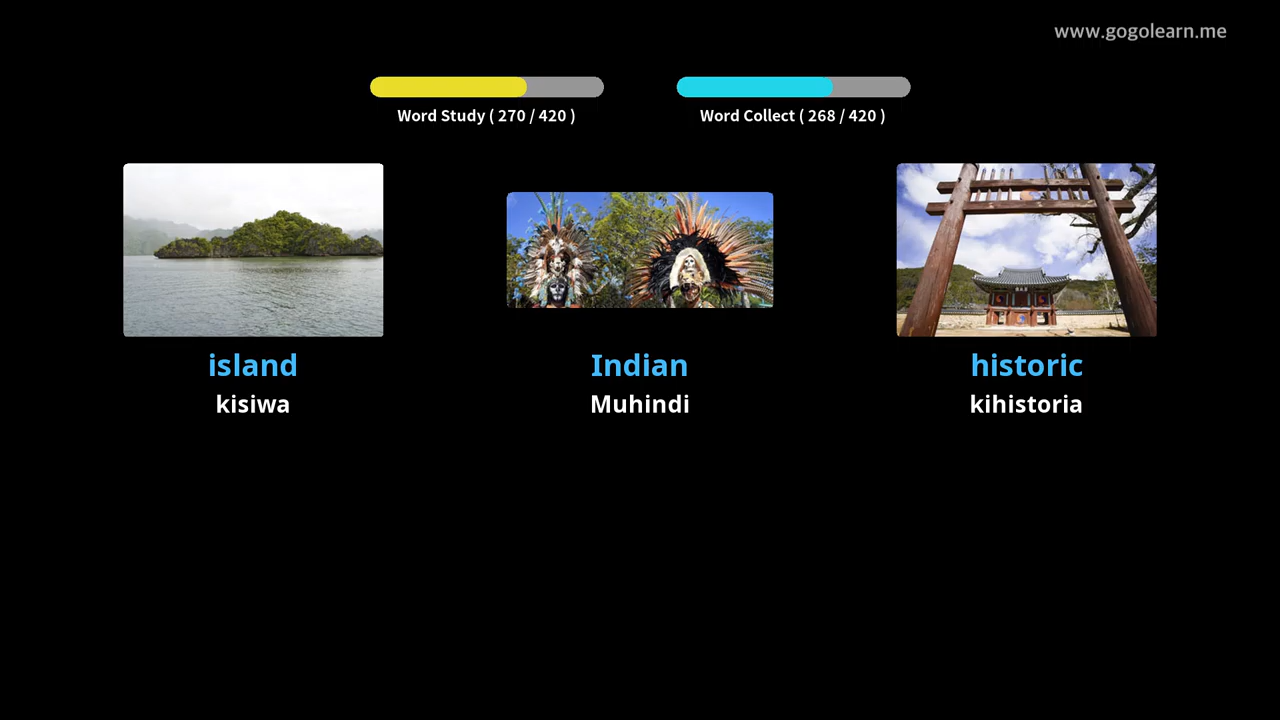 www.gogolearn.me
Word Study ( 270 / 420 )
Word Collect ( 268 / 420 )
island
kisiwa
Indian
Muhindi
historic
kihistoria